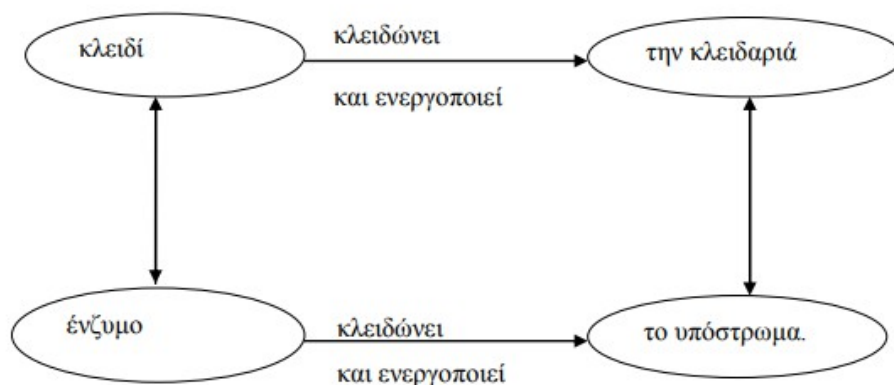 κλειδί
κλειδώνει
και ενεργοποιεί
την κλειδαριά
ένζυμο
κλειδώνει
και ενεργοποιεί
το υπόστρωμα.